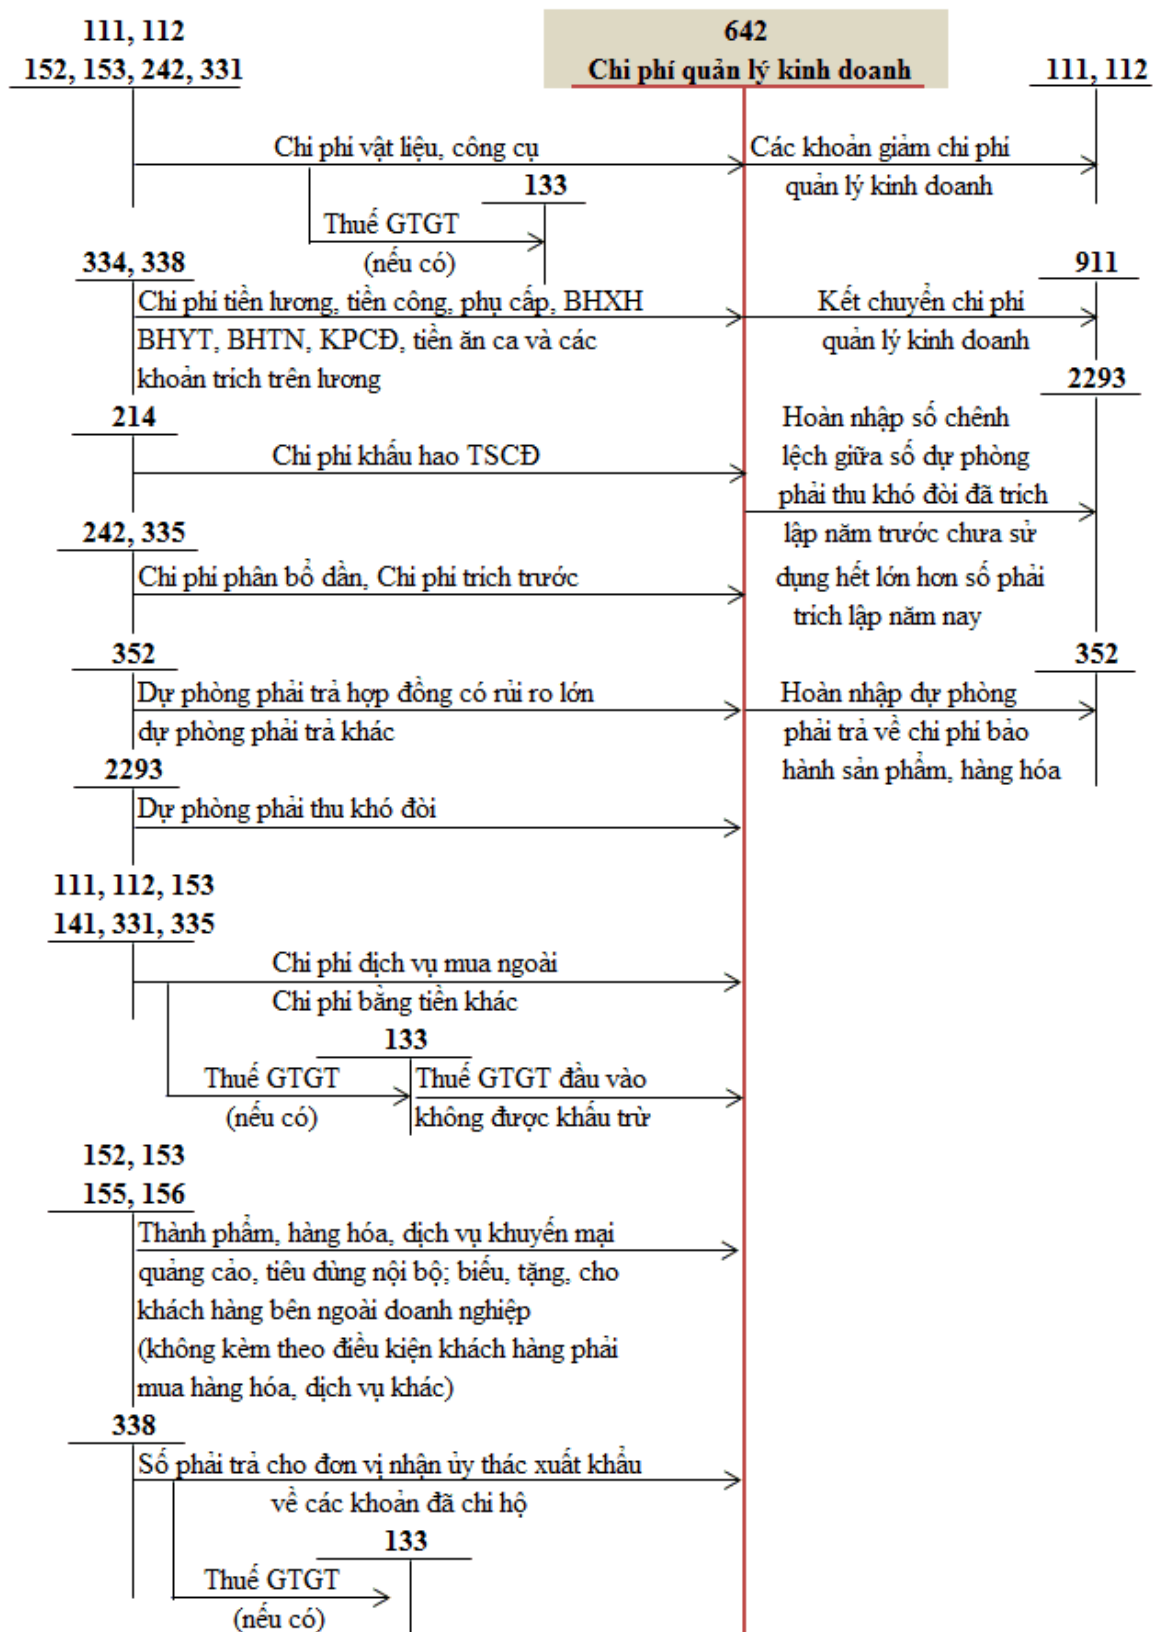 111, 112
152, 153, 242, 331
642
Chi phí quản lý kinh doanh
111, 112
Chi phí vật liệu, công cụ
Các khoản giảm chi phí
quản lý kinh doanh
133
Thuế GTGT
(nếu có)
334, 338
911
Chi phí tiền lương, tiền công, phụ cấp, BHXH
BHYT, BHTN, KPCĐ, tiền ăn ca và các
khoản trích trên lương
Kết chuyển chi phí
quản lý kinh doanh
2293
214
Chi phí khấu hao TSCĐ
Hoàn nhập số chênh
lệch giữa số dự phòng
phải thu khó đòi đã trích
lập năm trước chưa sử
dụng hết lớn hơn số phải
trích lập năm nay
242, 335
Chi phí phân bổ dần, Chi phí trích trước
352
352
Dự phòng phải trả hợp đồng có rủi ro lớn
dự phòng phải trả khác
Hoàn nhập dự phòng
phải trả về chi phí bảo
hành sản phẩm, hàng hóa
2293
Dự phòng phải thu khó đòi
111, 112, 153
141, 331, 335
Chi phí dịch vụ mua ngoài
Chi phí bằng tiền khác
133
Thuế GTGT
(nếu có)
Thuế GTGT đầu vào
không được khấu trừ
152, 153
155, 156
Thành phẩm, hàng hóa, dịch vụ khuyến mại
quảng cảo, tiêu dùng nội bộ; biếu, tặng, cho
khách hàng bên ngoài doanh nghiệp
(không kèm theo điều kiện khách hàng phải
mua hàng hóa, dịch vụ khác)
338
Số phải trả cho đơn vị nhận ủy thác xuất khẩu
về các khoản đã chi hộ
133
Thuế GTGT
(nếu có)